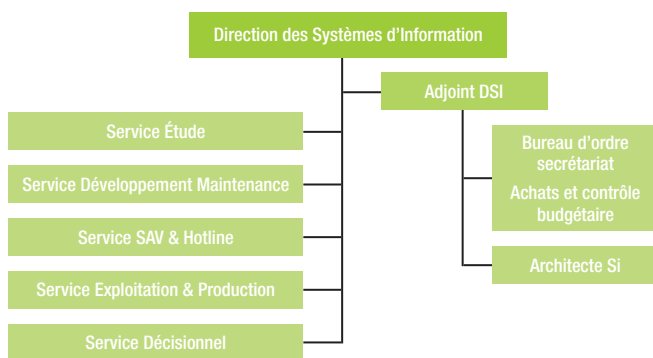 Direction des Systèmes d'Information
Adjoint DSI
Service Étude
Service Développement Maintenance
Service SAV & Hotline
Service Exploitation & Production
Service Décisionnel
Bureau d'ordre
secrétariat
Achats et contrôle
budgétaire
Architecte Si